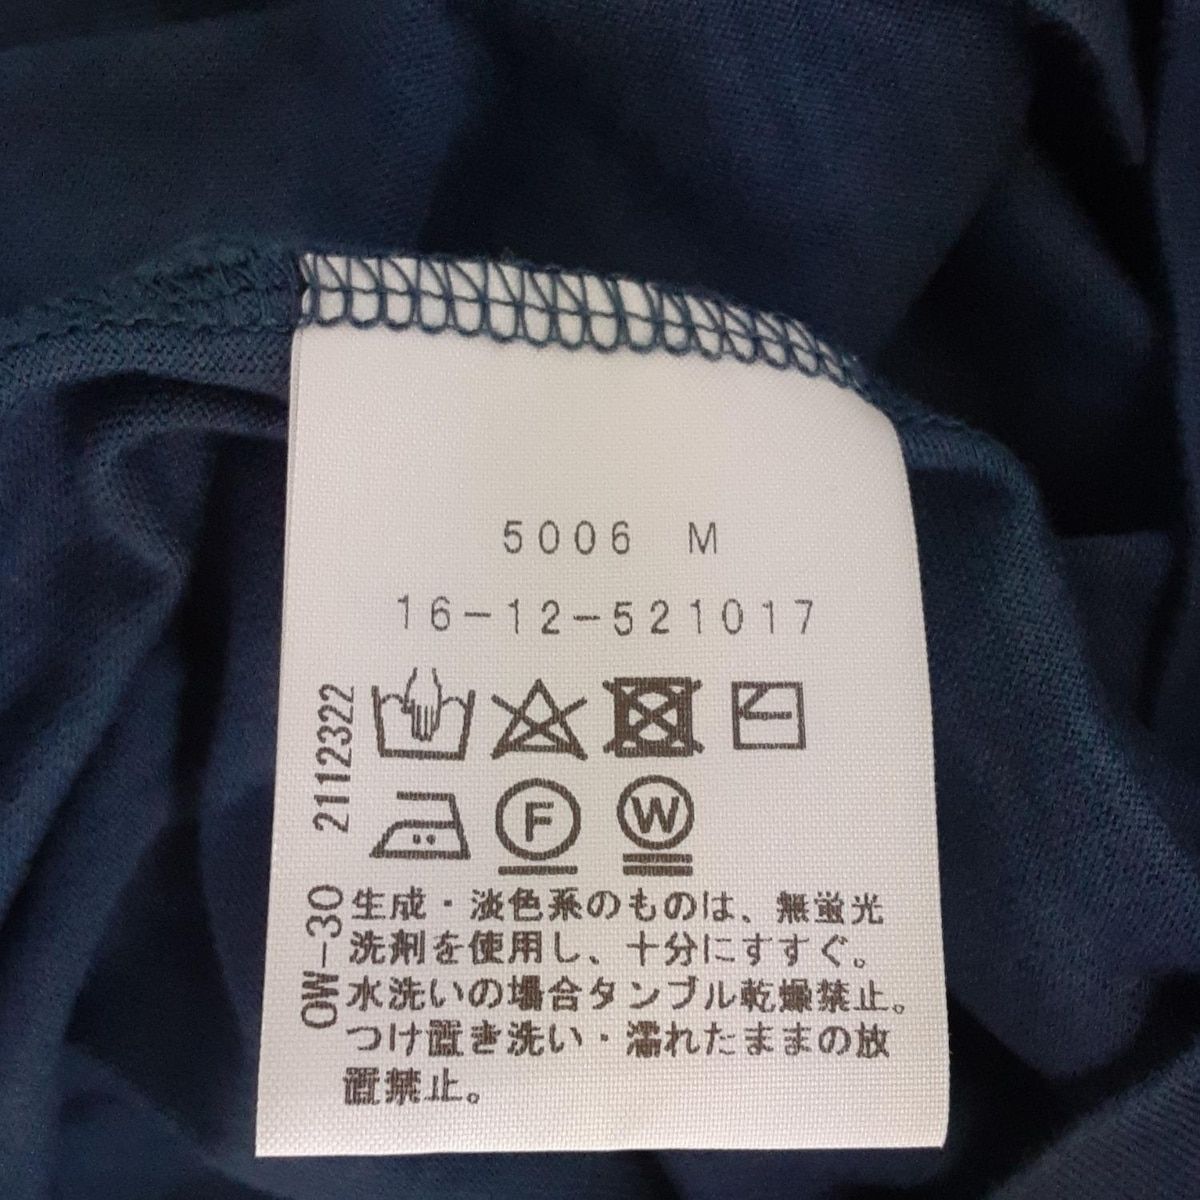 5006 M
16-12-521017
2112322
F
W
OW-30
生成・淡色系のものは、無蛍光
洗剤を使用し、十分にすすぐ。
水洗いの場合タンブル乾燥禁止。
つけ置き洗い・濡れたままの放
置禁止。